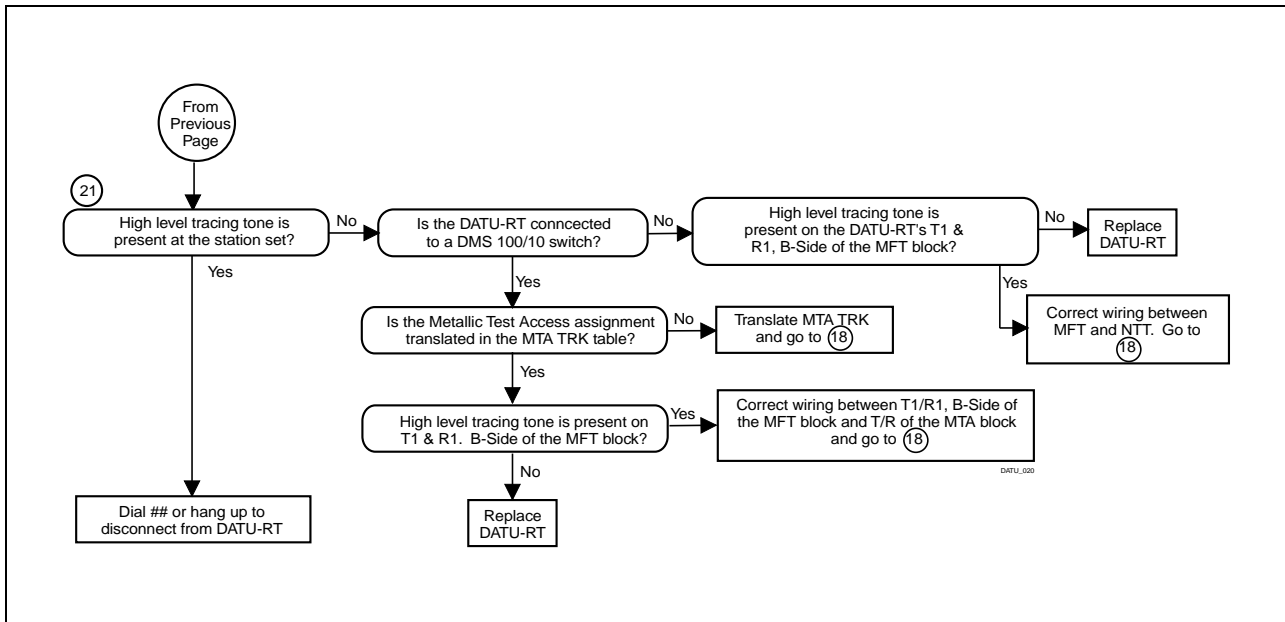 From
Previous
Page
21
High level tracing tone is
present at the station set?
No
Is the DATU-RT conncected
to a DMS 100/10 switch?
No
High level tracing tone is
present on the DATU-RT's T1 &
R1, B-Side of the MFT block?
No
Replace
DATU-RT
Yes
Yes
Yes
Correct wiring between
MFT and NTT. Go to
18
Is the Metallic Test Access assignment
translated in the MTA TRK table?
No
Translate MTA TRK
and go to 18
Yes
High level tracing tone is present on
T1 & R1. B-Side of the MFT block?
Yes
Correct wiring between T1/R1, B-Side of
the MFT block and T/R of the MTA block
and go to 18
DATU_020
No
Dial ## or hang up to
disconnect from DATU-RT
Replace
DATU-RT